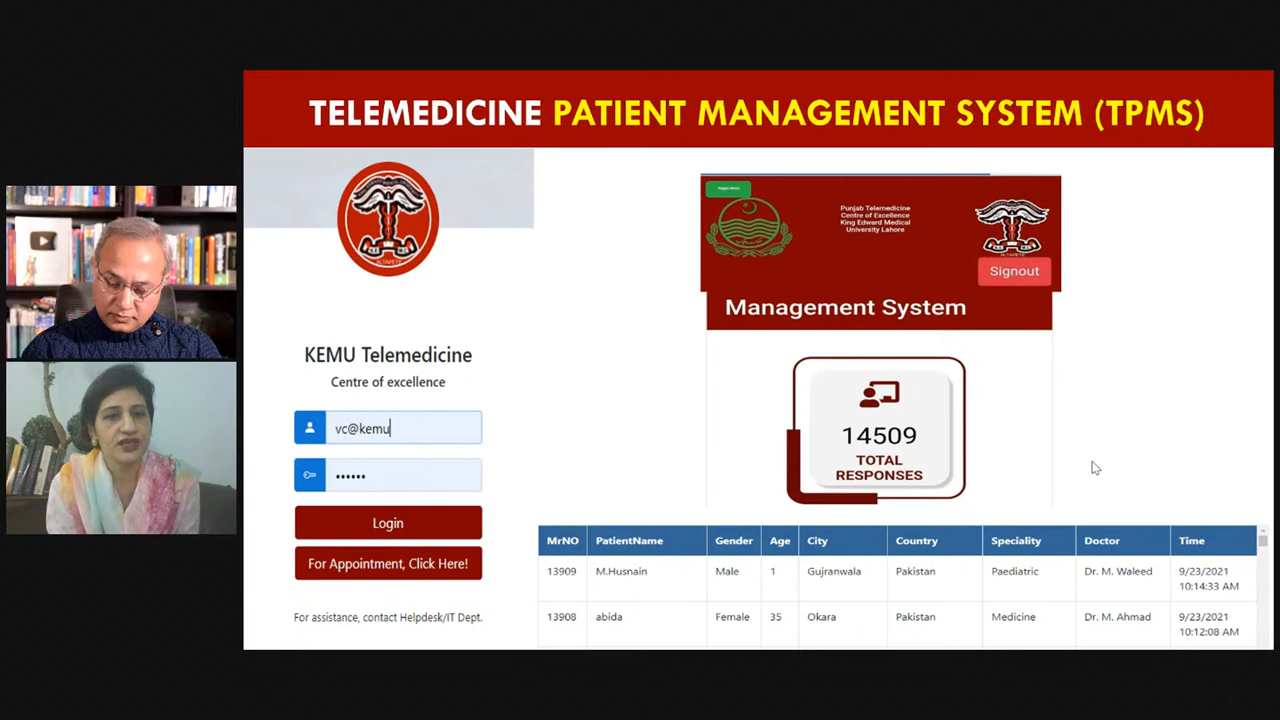 TELEMEDICINE PATIENT MANAGEMENT SYSTEM (TPMS)
KEMU Telemedicine
Centre of excellence
vc@kemu
••••••
Login
For Appointment, Click Here!
For assistance, contact Helpdesk/IT Dept.
Punjab Telemedicine
Centre of Excellence
King Edward Medical
University Lahore
Signout
Management System
14509
TOTAL
RESPONSES
MrNO PatientName Gender Age City Country Speciality Doctor Time
13909 M.Husnain Male 1 Gujranwala Pakistan Paediatric Dr. M. Waleed 9/23/2021
10:14:33 AM
13908 abida Female 35 Okara Pakistan Medicine Dr. M. Ahmad 9/23/2021
10:12:08 AM